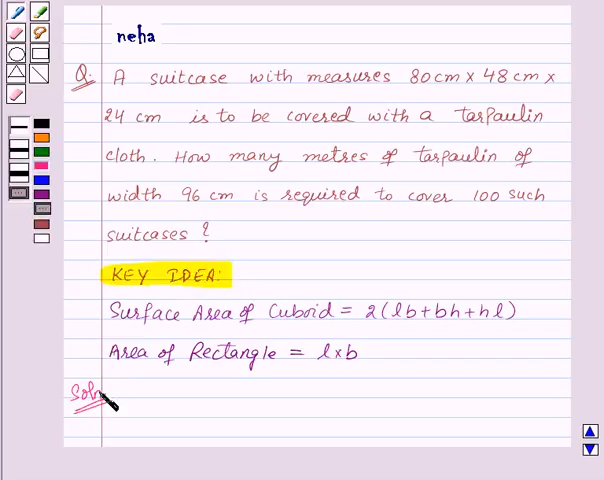 neha
Q. A suitcase with measures 80 cm x 48 cm x
24 cm is to be covered with a tarpaulin
cloth. How many metres of tarpaulin of
width 96 cm is required to cover 100 such
suitcases?
KEY IDEA:
Surface Area of Cuboid = 2(lb+bh+hl)
Area of Rectangle = l×b
Soln